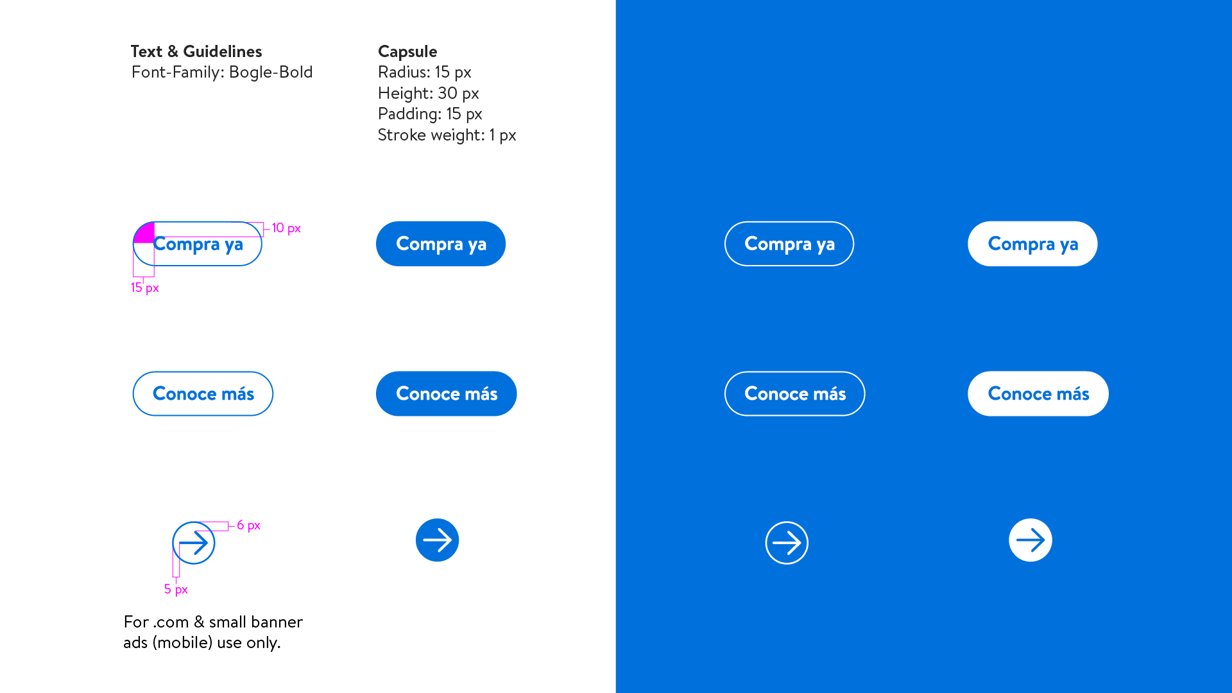 Text & Guidelines
Font-Family: Bogle-Bold
Capsule
Radius: 15 px
Height: 30 px
Padding: 15 px
Stroke weight: 1 px
10 px
Compra ya
15 px
Compra ya
Compra ya
Compra ya
Conoce más
Conoce más
Conoce más
Conoce más
6 px
5 px
For .com & small banner
ads (mobile) use only.